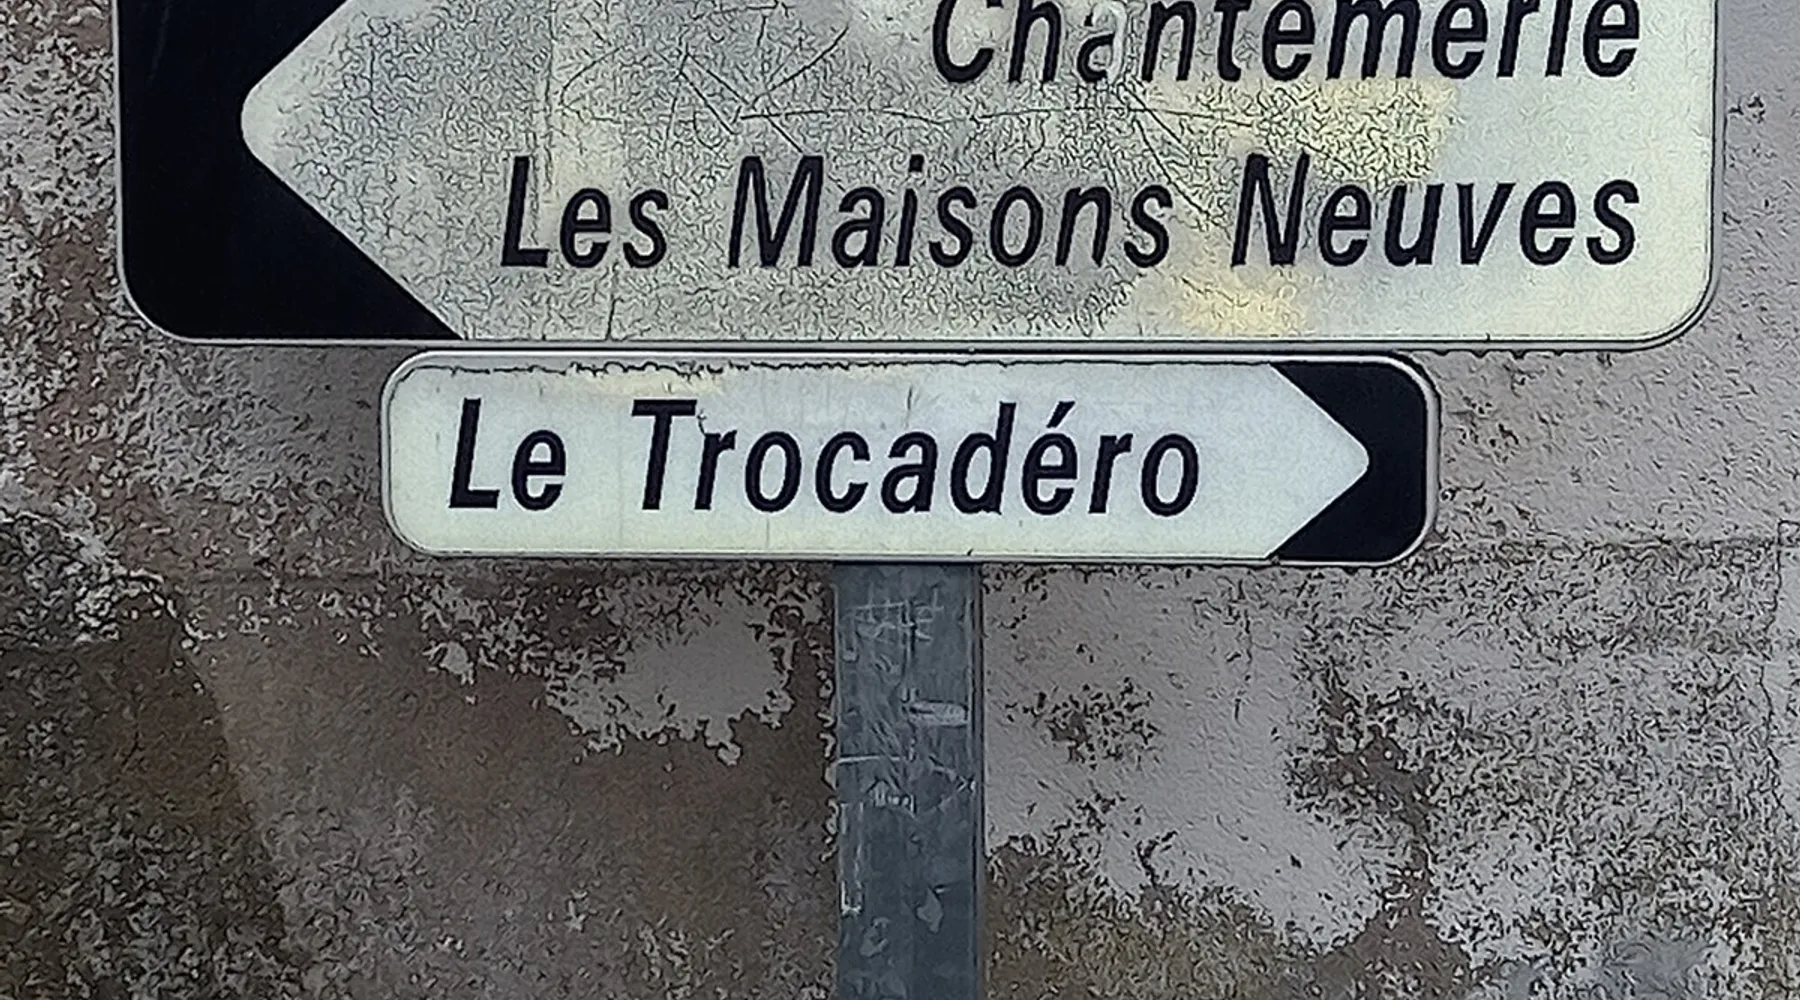 Chantemerle
Les Maisons Neuves
Le Trocadéro